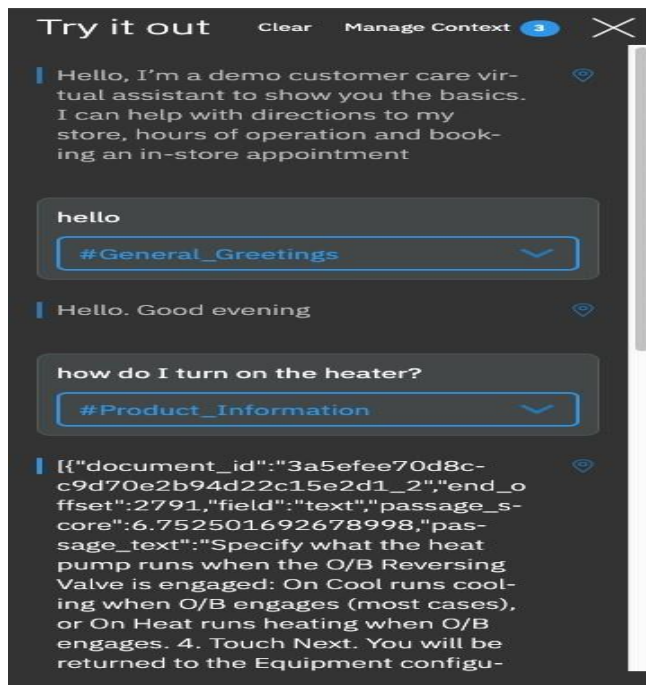 Try it out Clear Manage Context 3
Hello, I'm a demo customer care vir-
tual assistant to show you the basics.
I can help with directions to my
store, hours of operation and book-
ing an in-store appointment
hello
#General_Greetings
Hello. Good evening
how do I turn on the heater?
#Product_Information
[{"document_id":"3a5efee70d8c-
c9d70e2b94d22c15e2d1_2","end_o
ffset":2791,"field":"text","passage_s-
core":6.752501692678998,"pas-
sage_text":"Specify what the heat
pump runs when the O/B Reversing
Valve is engaged: On Cool runs cool-
ing when O/B engages (most cases),
or On Heat runs heating when O/B
engages. 4. Touch Next. You will be
returned to the Equipment configu-